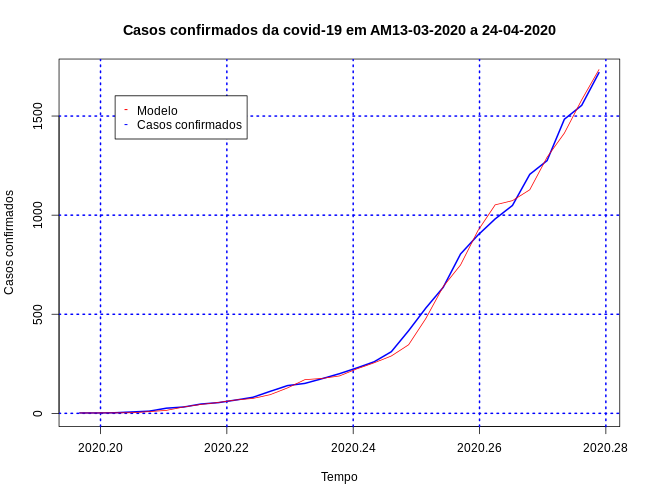 Casos confirmados da covid-19 em AM13-03-2020 a 24-04-2020
Modelo
Casos confirmados
Casos confirmados
1500
1000
500
0
2020.20 2020.22 2020.24 2020.26 2020.28
Tempo